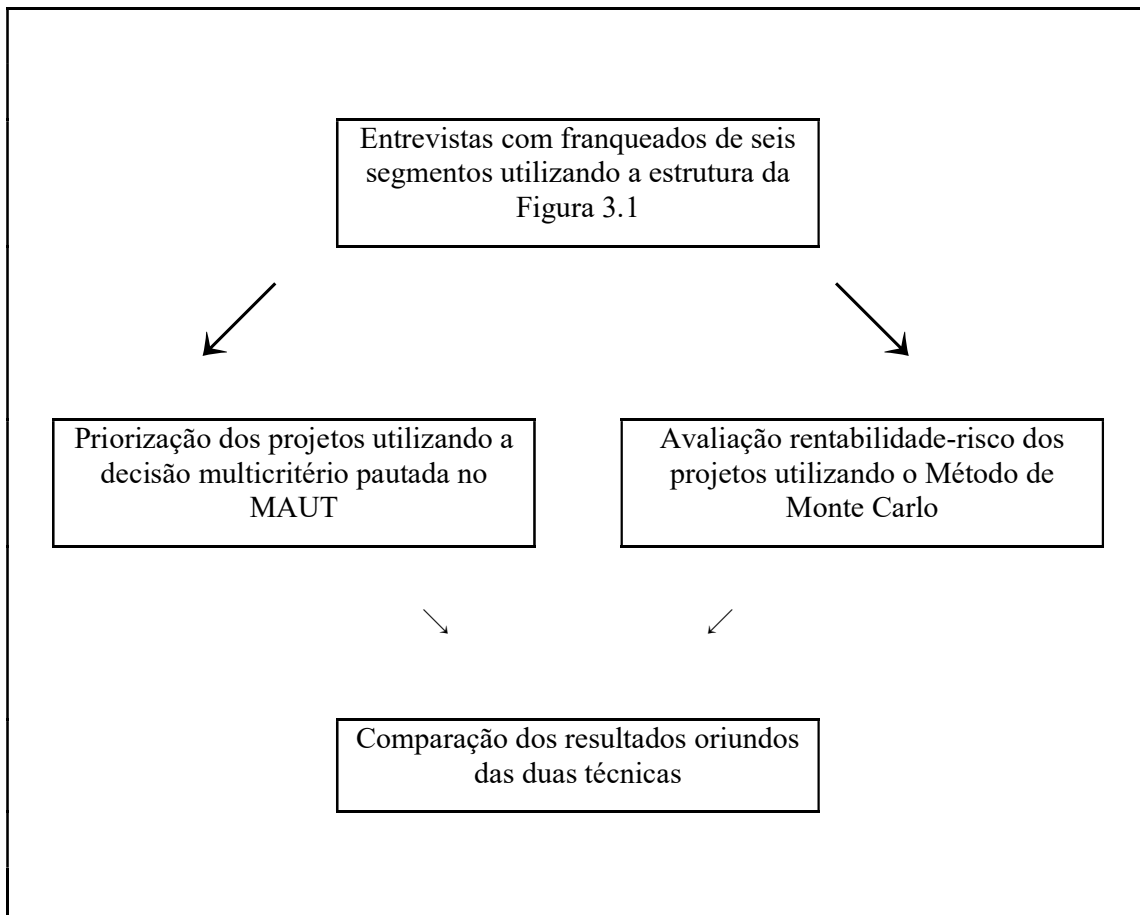 Entrevistas com franqueados de seis
segmentos utilizando a estrutura da
Figura 3.1
Priorização dos projetos utilizando a
decisão multicritério pautada no
MAUT
Avaliação rentabilidade-risco dos
projetos utilizando o Método de
Monte Carlo
Comparação dos resultados oriundos
das duas técnicas